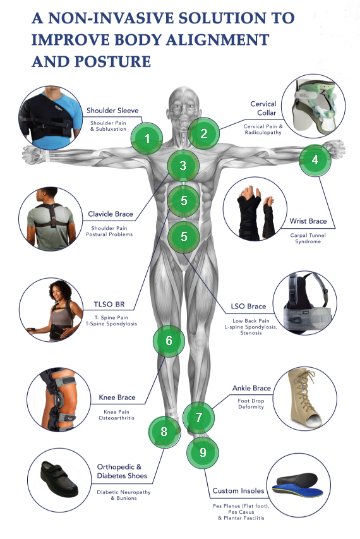 A NON-INVASIVE SOLUTION TO
IMPROVE BODY ALIGNMENT
AND POSTURE
Shoulder Sleeve
Shoulder Pain
& Subluxation
Cervical
Collar
Cervical Pain &
Radiculopathy
1
2
3
4
5
5
Clavicle Brace
Shoulder Pain
Postural Problems
Wrist Brace
Carpal Tunnel
Syndrome
TLSO BR
T- Spine Pain
T-Spine Spondylosis
LSO Brace
Low Back Pain
L-spine Spondylosis,
Stenosis
6
Knee Brace
Knee Pain
Osteoarthritis
Ankle Brace
Foot Drop
Deformity
7
8
9
Orthopedic &
Diabetes Shoes
Diabetic Neuropathy
& Bunions
Custom Insoles
Pes Planus (Flat foot),
Pes Cavus
& Plantar Fasciitis